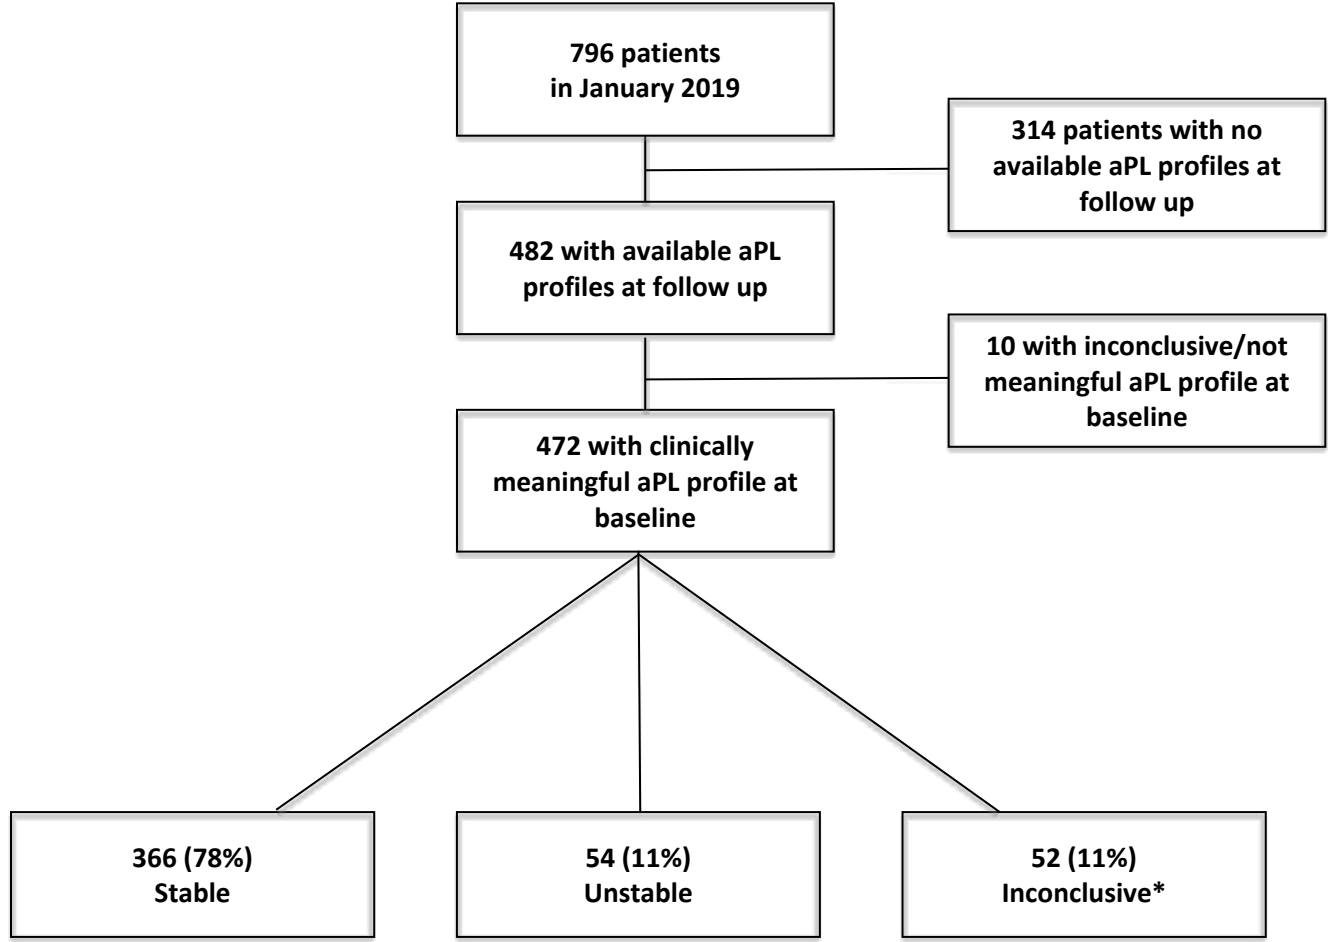 796 patients
in January 2019
314 patients with no
available aPL profiles at
follow up
482 with available aPL
profiles at follow up
10 with inconclusive/not
meaningful aPL profile at
baseline
472 with clinically
meaningful aPL profile at
baseline
366 (78%)
Stable
54 (11%)
Unstable
52 (11%)
Inconclusive*